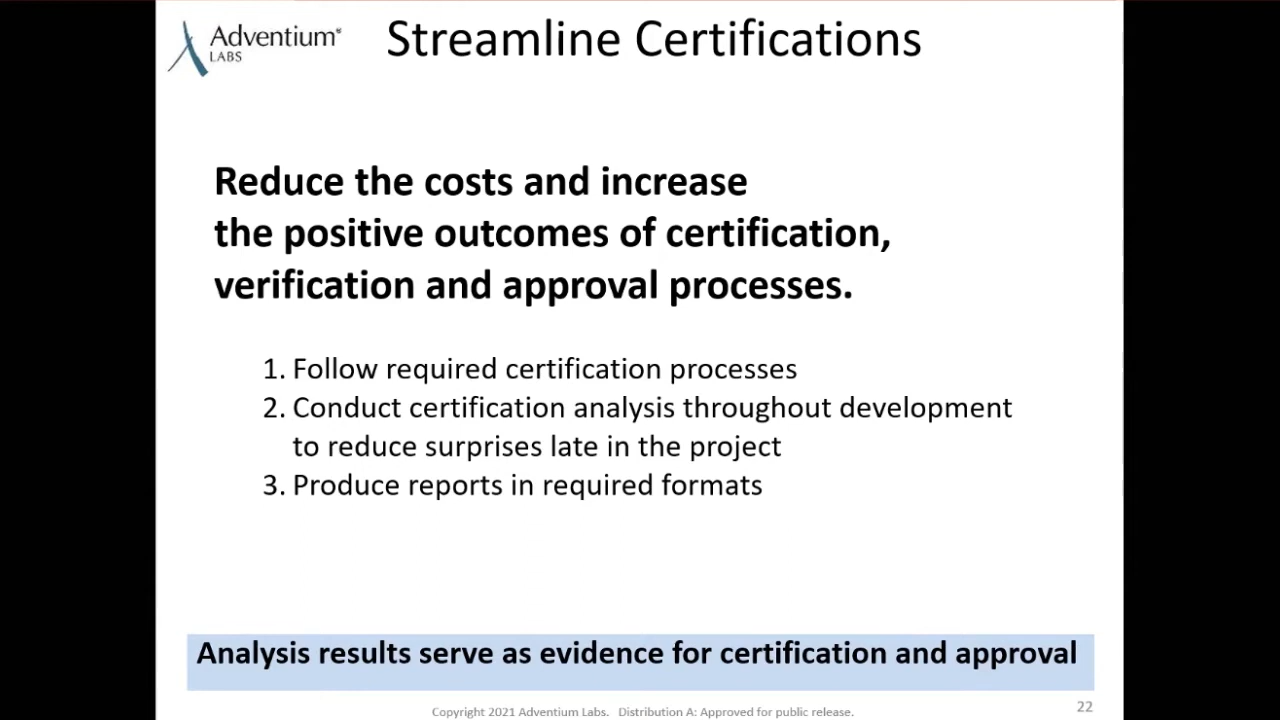 Adventium®
LABS
Streamline Certifications
Reduce the costs and increase
the positive outcomes of certification,
verification and approval processes.
1. Follow required certification processes
2. Conduct certification analysis throughout development
to reduce surprises late in the project
3. Produce reports in required formats
Analysis results serve as evidence for certification and approval
Copyright 2021 Adventium Labs. Distribution A: Approved for public release.
22